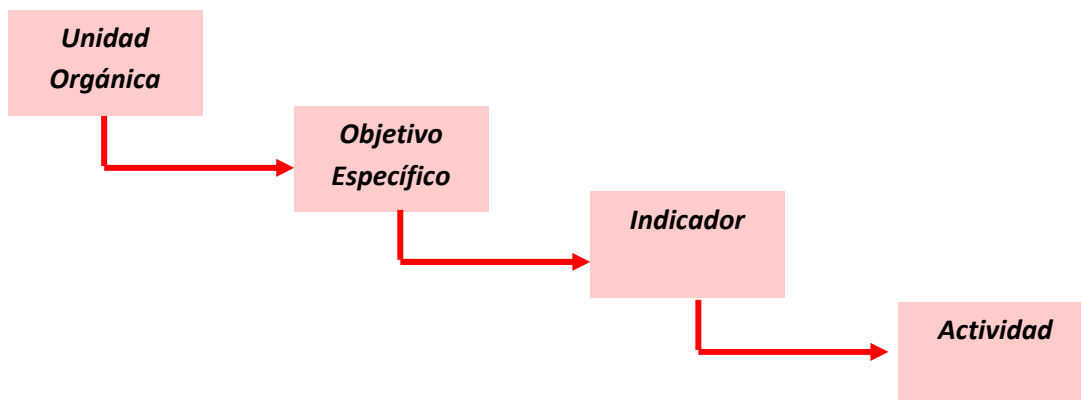 Unidad
Orgánica
Objetivo
Específico
Indicador
Actividad